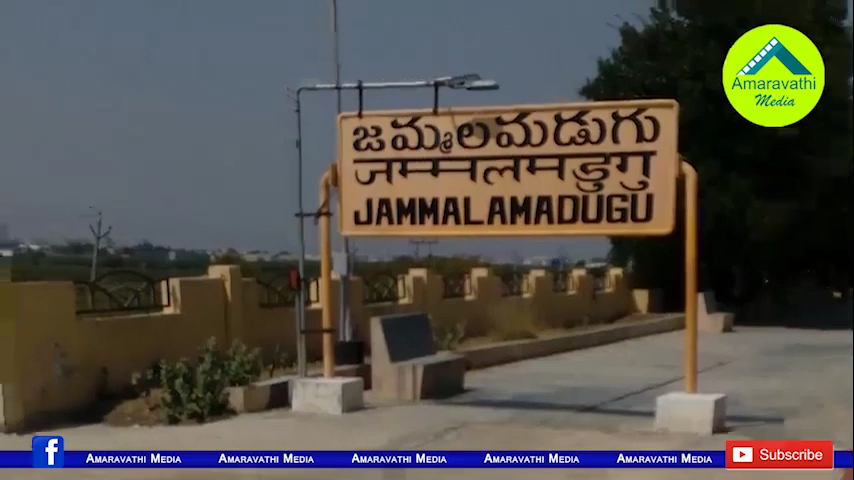 Amaravathi
Media
జమ్మలమడుగు
जम्मलमडुगु
JAMMALAMADUGU
f Amaravathi Media Amaravathi Media Amaravathi Media Amaravathi Media Amaravathi Media Subscribe